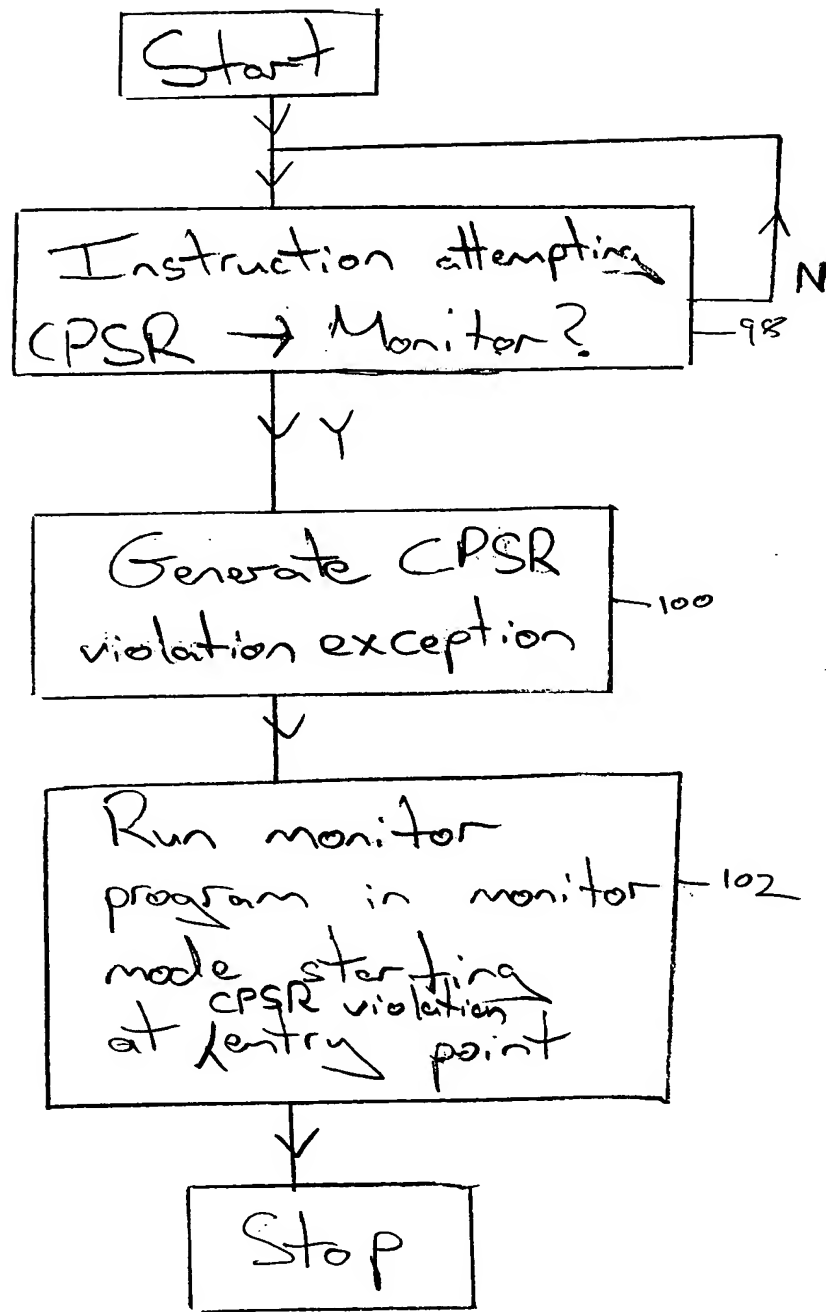 Start
Instruction attempting
CPSR → Monitor?
N
98
Y
Generate CPSR
violation exception
100
Run monitor
program in monitor
mode starting
CPSR violation
at entry point
102
Stop